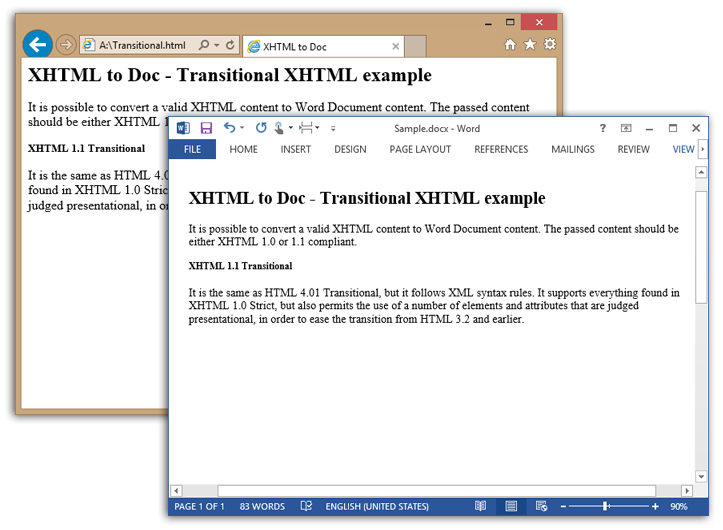 A:\Transitional.html
XHTML to Doc
XHTML to Doc - Transitional XHTML example
It is possible to convert a valid XHTML content to Word Document content. The passed content
should be either XHTML 1
XHTML 1.1 Transitional
It is the same as HTML 4.0
found in XHTML 1.0 Stric
judged presentational, in or
Sample.docx - Word
FILE HOME INSERT DESIGN PAGE LAYOUT REFERENCES MAILINGS REVIEW VIEW
XHTML to Doc - Transitional XHTML example
It is possible to convert a valid XHTML content to Word Document content. The passed content should be
either XHTML 1.0 or 1.1 compliant.
XHTML 1.1 Transitional
It is the same as HTML 4.01 Transitional, but it follows XML syntax rules. It supports everything found in
XHTML 1.0 Strict, but also permits the use of a number of elements and attributes that are judged
presentational, in order to ease the transition from HTML 3.2 and earlier.
PAGE 1 OF 1 83 WORDS ENGLISH (UNITED STATES) 90%